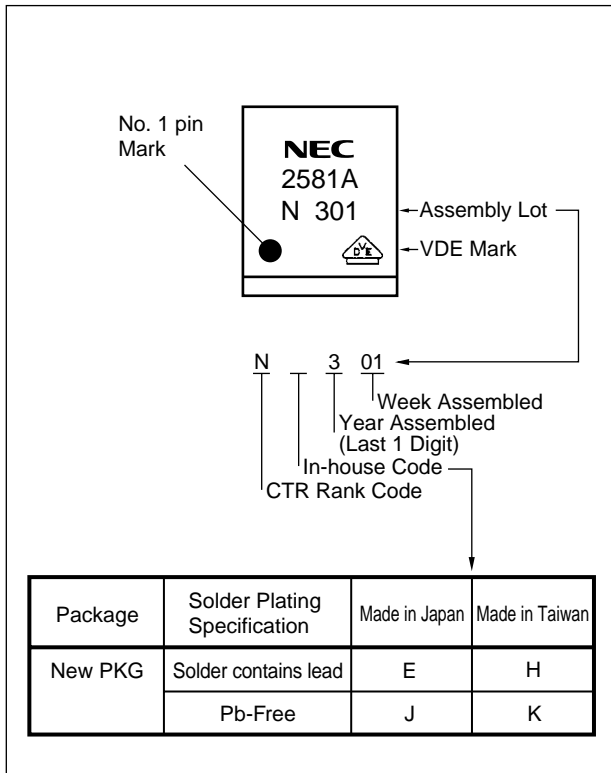 No. 1 pin
Mark
NEC
2581A
N 301
Assembly Lot
VDE Mark
DVE
N 3 01
Week Assembled
Year Assembled
(Last 1 Digit)
In-house Code
CTR Rank Code
Package Solder Plating Specification Made in Japan Made in Taiwan
New PKG Solder contains lead E H
Pb-Free J K